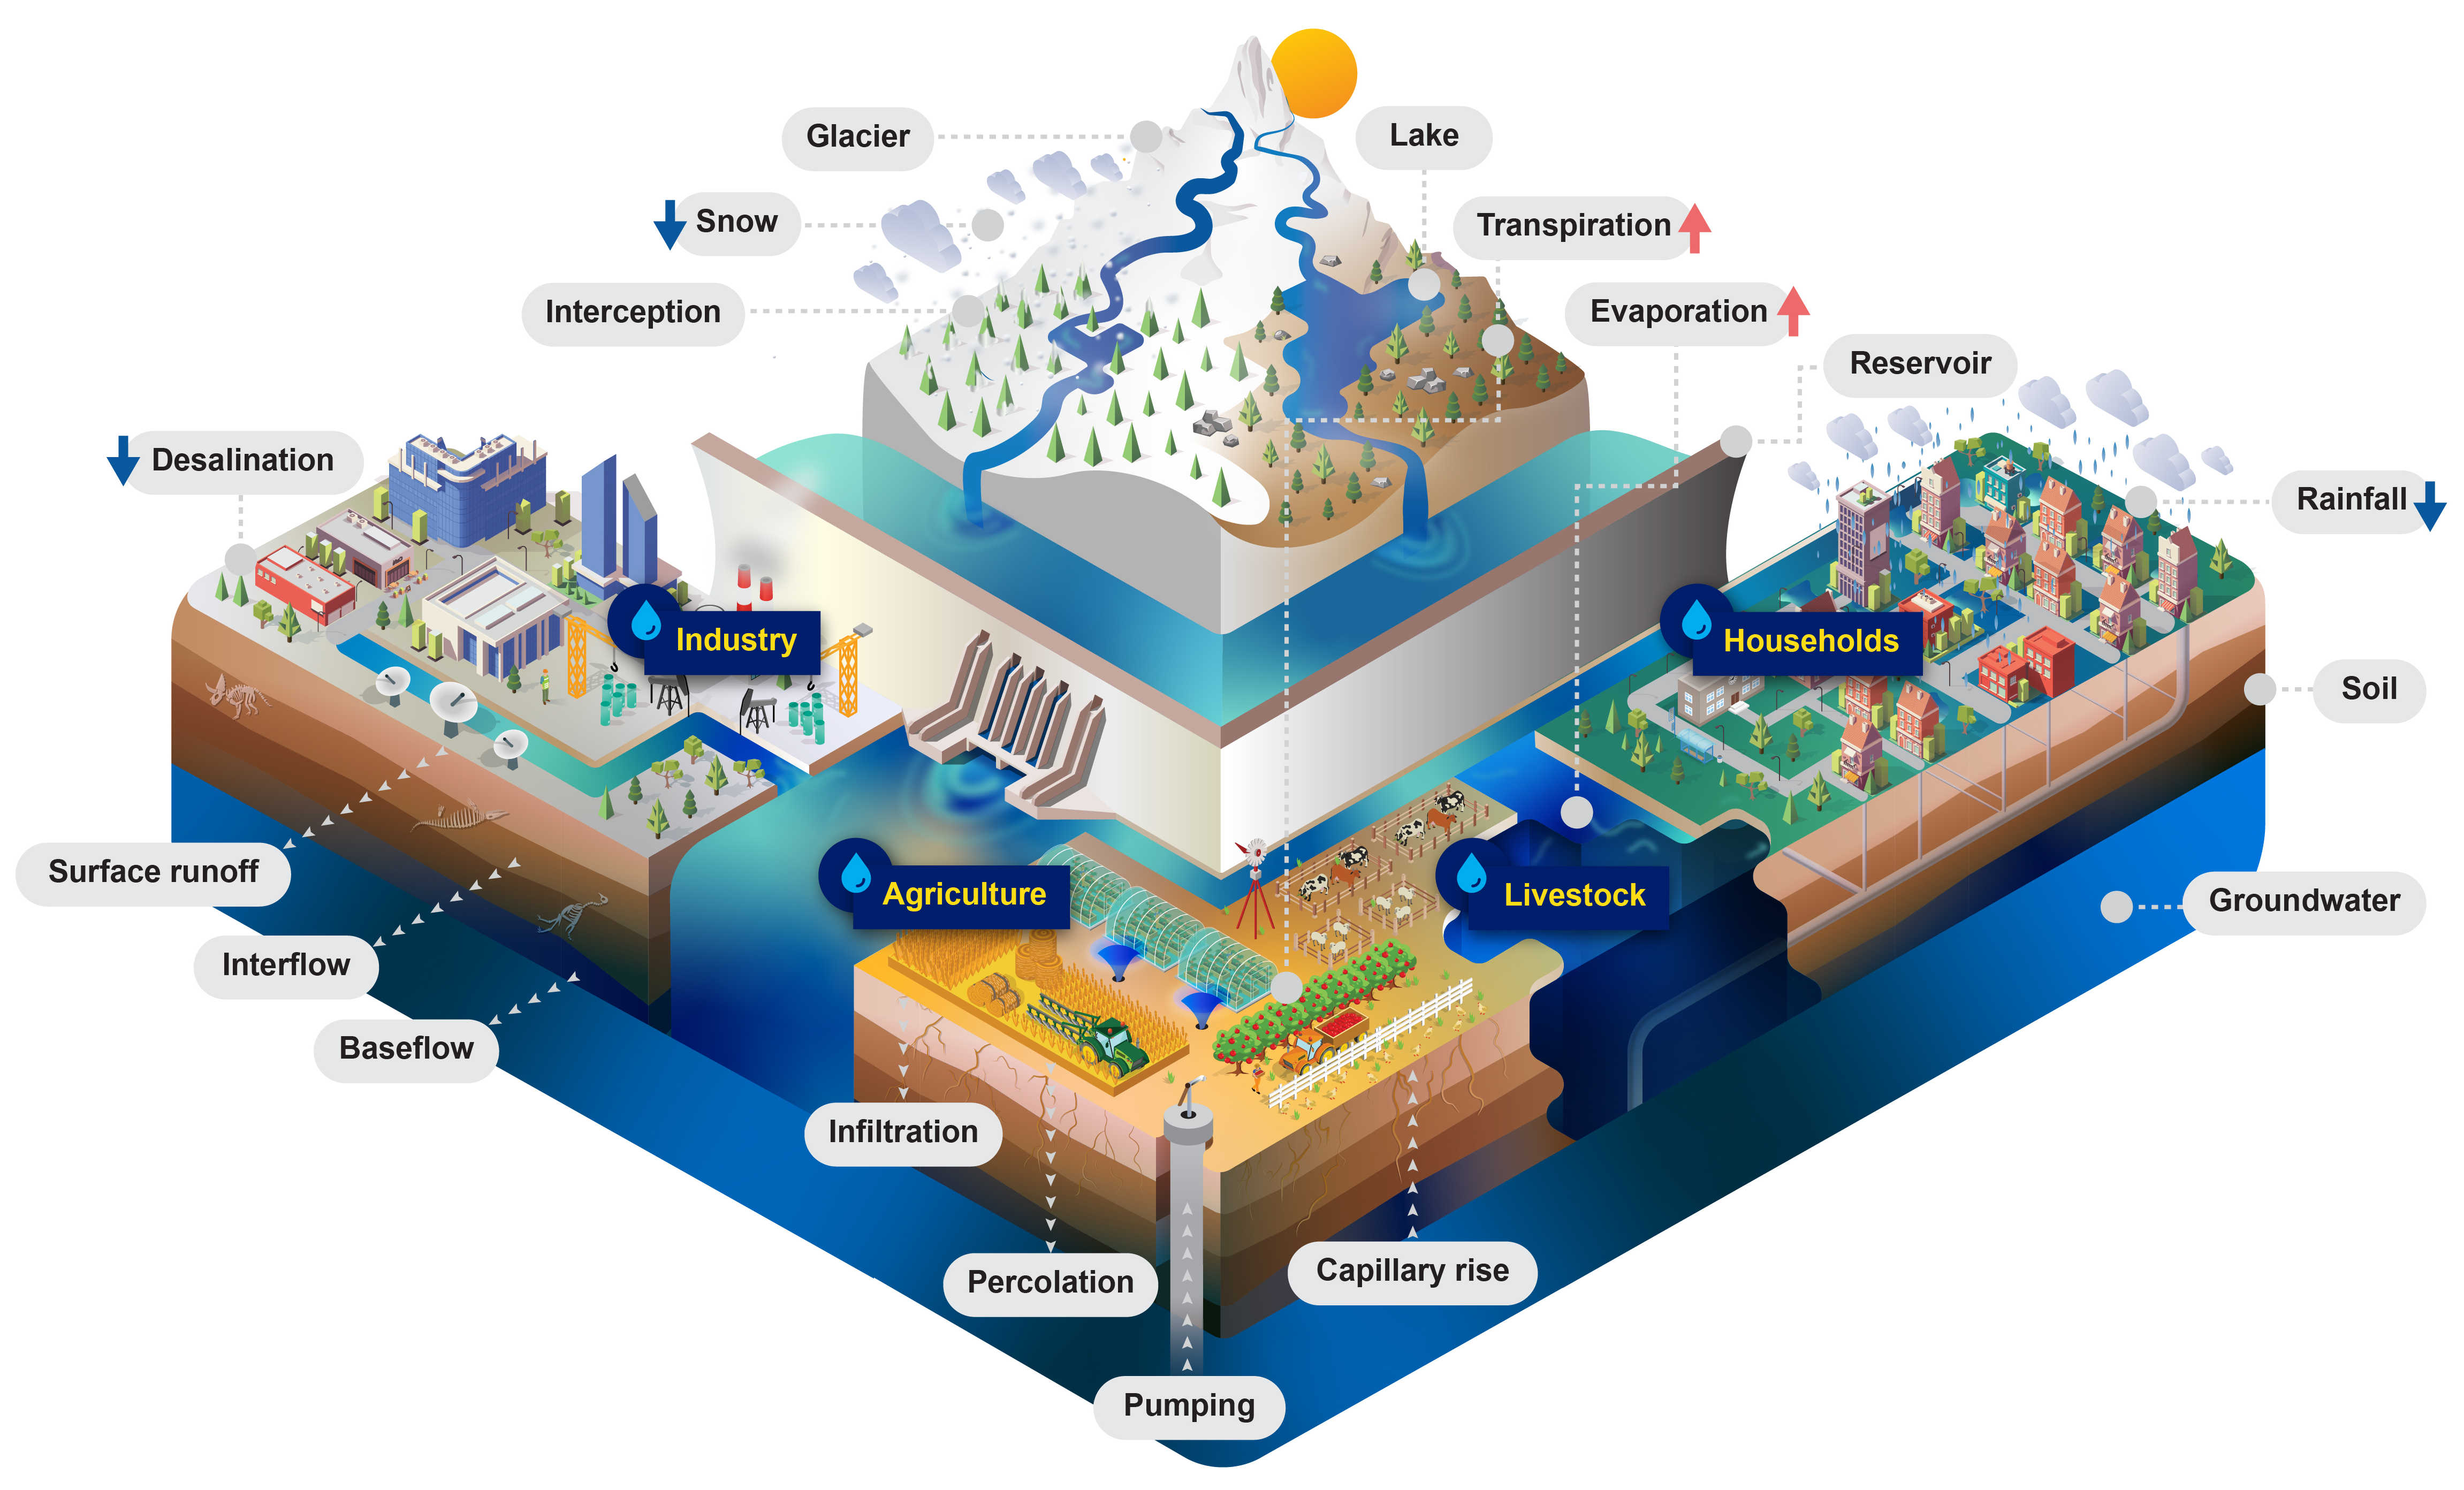 Glacier
Lake
Snow
Transpiration
Interception
Evaporation
Reservoir
Desalination
Rainfall
Industry
Households
Soil
Surface runoff
Agriculture
Livestock
Groundwater
Interflow
Baseflow
Infiltration
Percolation
Capillary rise
Pumping